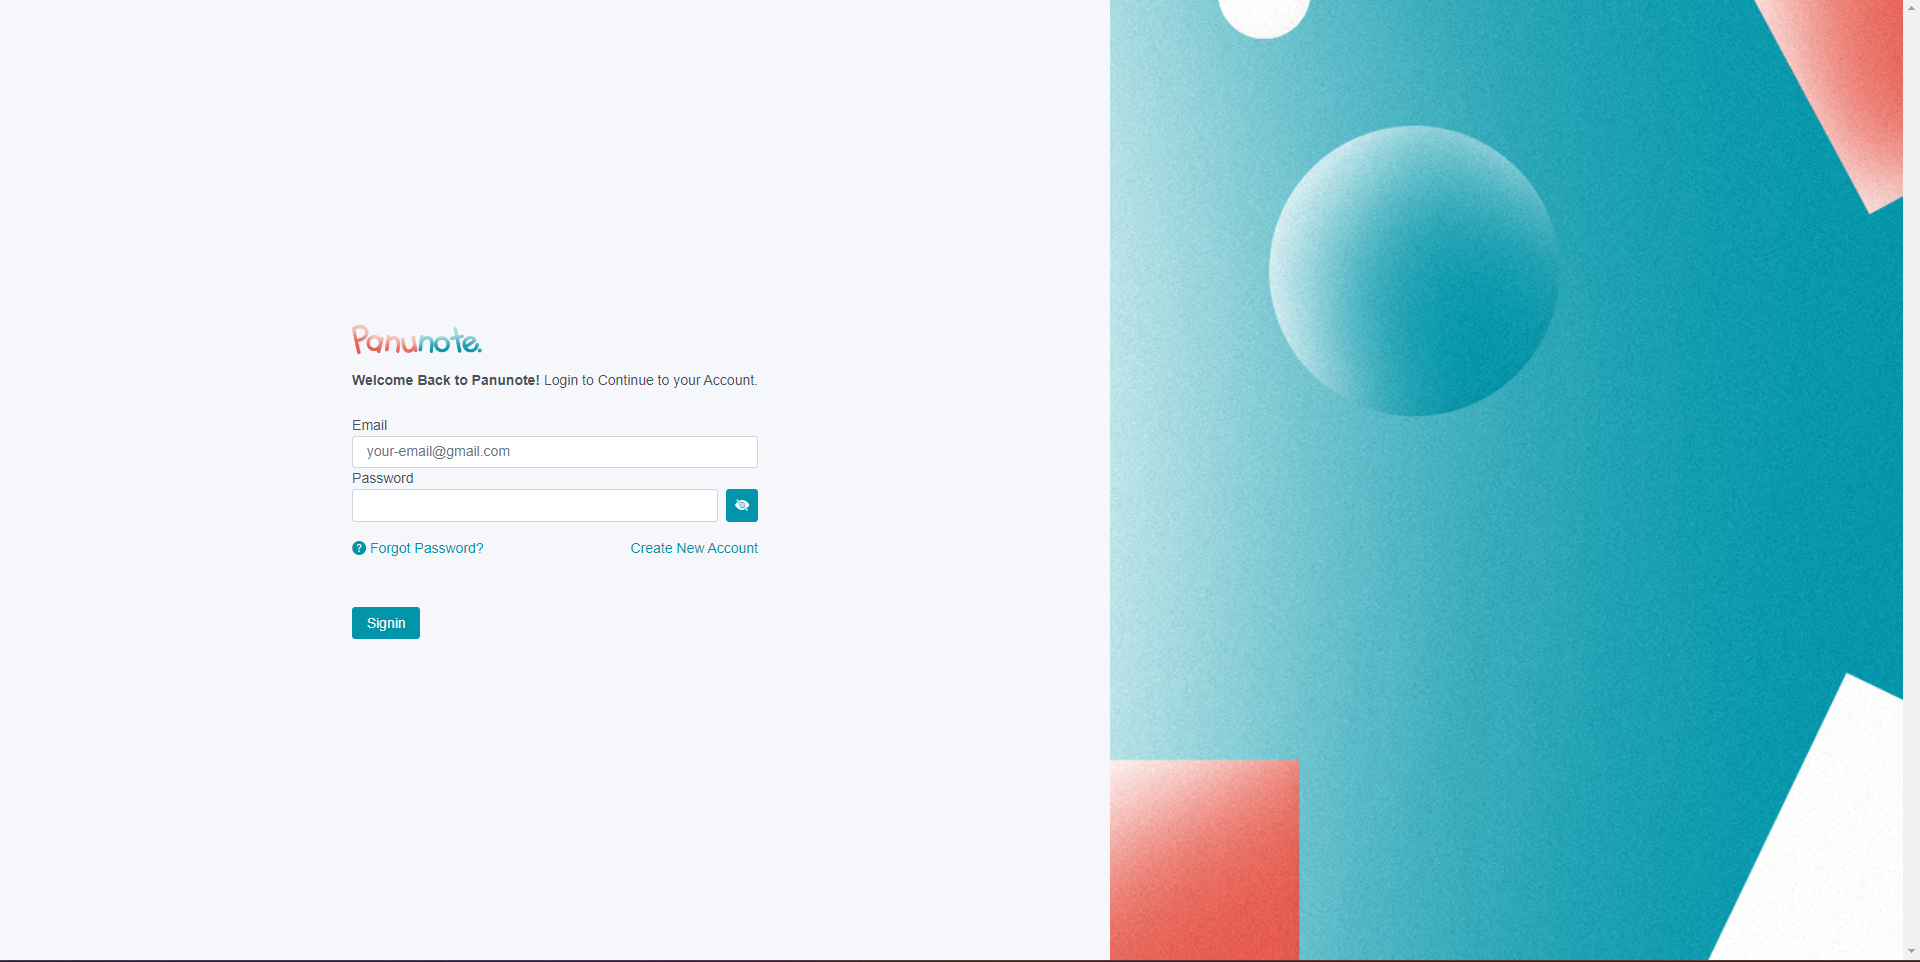 Panunote.
Welcome Back to Panunote! Login to Continue to your Account.
Email
your-email@gmail.com
Password
Forgot Password?
Create New Account
Signin